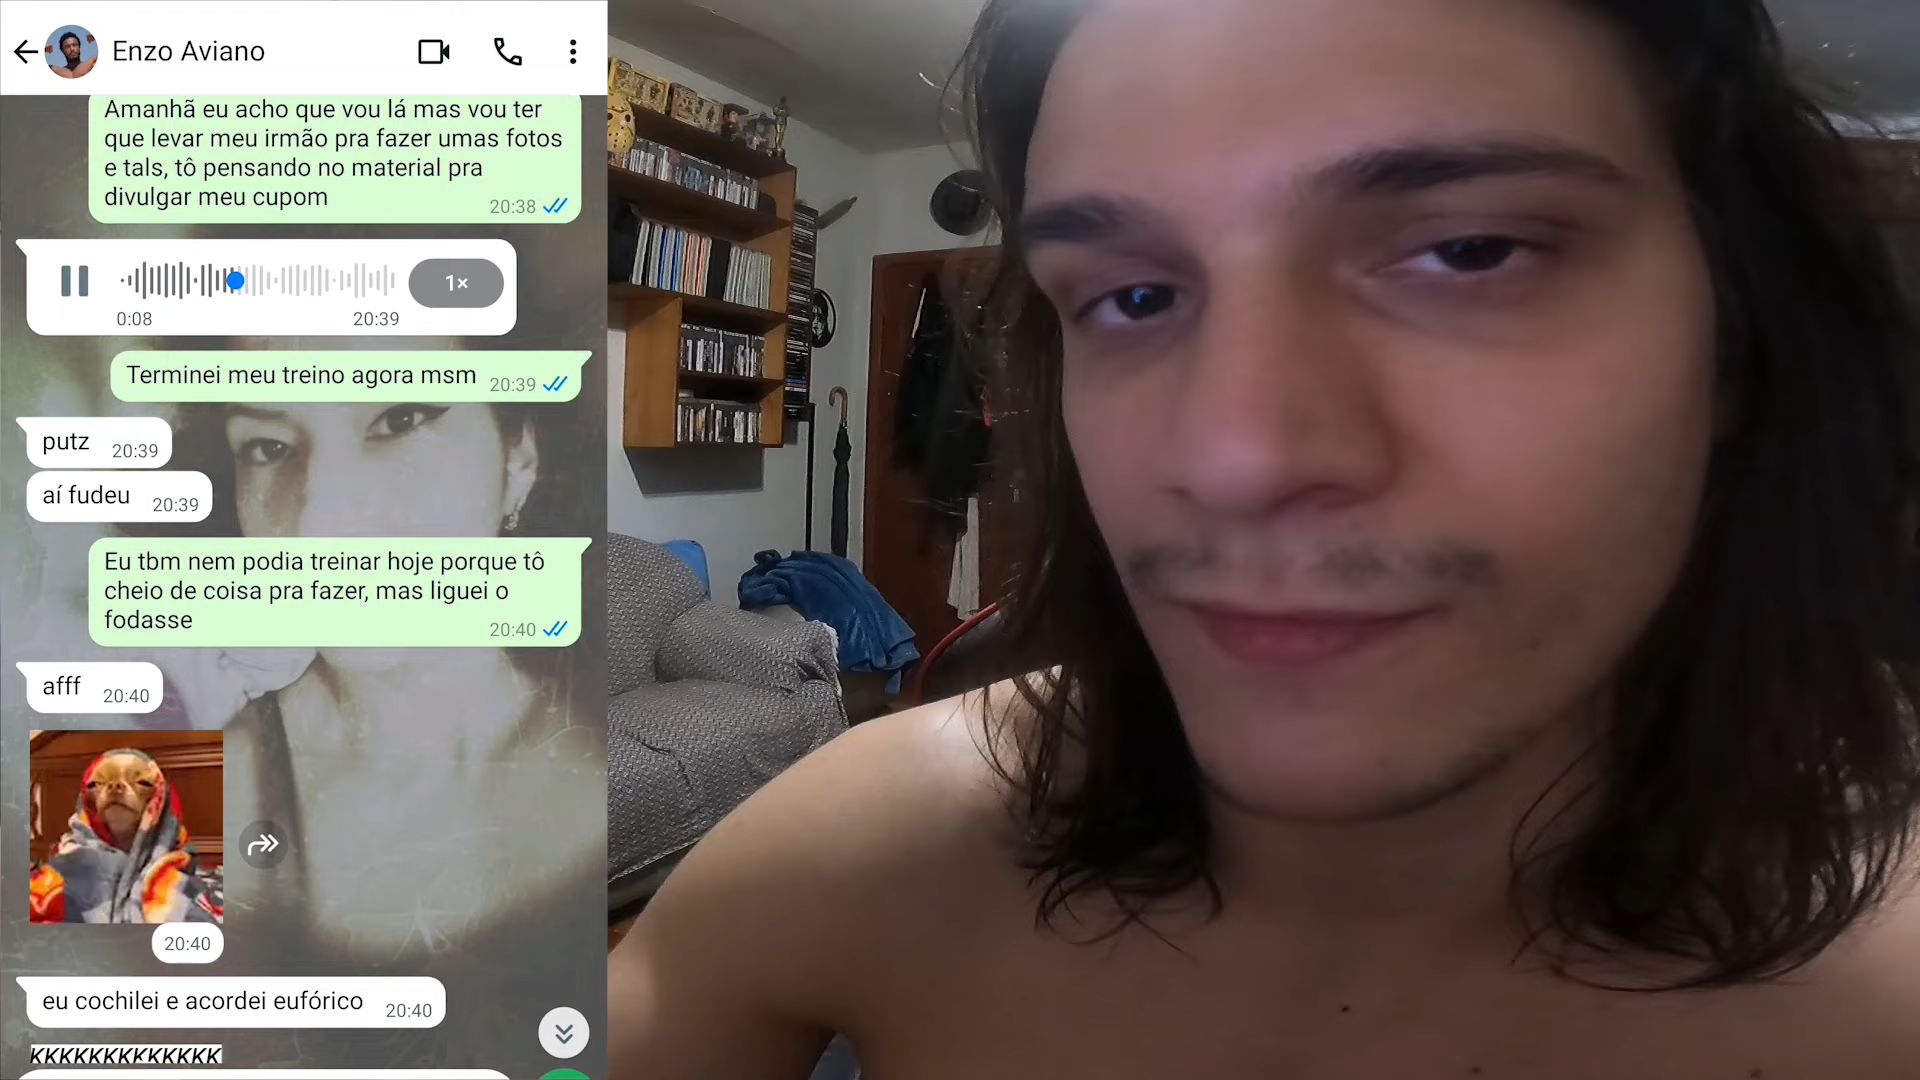 Enzo Aviano
Amanhã eu acho que vou lá mas vou ter
que levar meu irmão pra fazer umas fotos
e tals, tô pensando no material pra
divulgar meu cupom
20:38
1×
0:08
20:39
Terminei meu treino agora msm
20:39
putz
20:39
aí fudeu
20:39
Eu tbm nem podia treinar hoje porque tô
cheio de coisa pra fazer, mas liguei o
fodasse
20:40
afff
20:40
20:40
eu cochilei e acordei eufórico
20:40
KKKKKKKKKKKKK